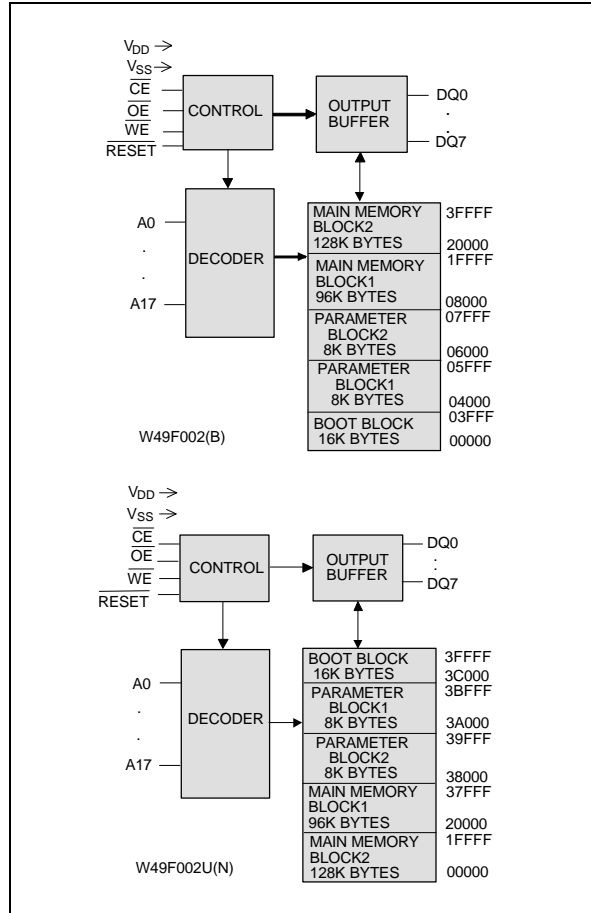 VDD
VSS
CE
OE
WE
RESET
CONTROL
OUTPUT
BUFFER
DQ0
.
.
DQ7
A0
.
.
A17
DECODER
MAIN MEMORY
BLOCK2
128K BYTES
3FFFF
20000
MAIN MEMORY
BLOCK1
96K BYTES
1FFFF
08000
PARAMETER
BLOCK2
8K BYTES
07FFF
06000
PARAMETER
BLOCK1
8K BYTES
05FFF
04000
BOOT BLOCK
16K BYTES
03FFF
00000
W49F002(B)
VDD
VSS
CE
OE
WE
RESET
CONTROL
OUTPUT
BUFFER
DQ0
.
.
DQ7
A0
.
.
A17
DECODER
BOOT BLOCK
16K BYTES
3FFFF
3C000
PARAMETER
BLOCK1
8K BYTES
3BFFF
3A000
PARAMETER
BLOCK2
8K BYTES
39FFF
38000
MAIN MEMORY
BLOCK1
96K BYTES
37FFF
20000
MAIN MEMORY
BLOCK2
128K BYTES
1FFFF
00000
W49F002U(N)